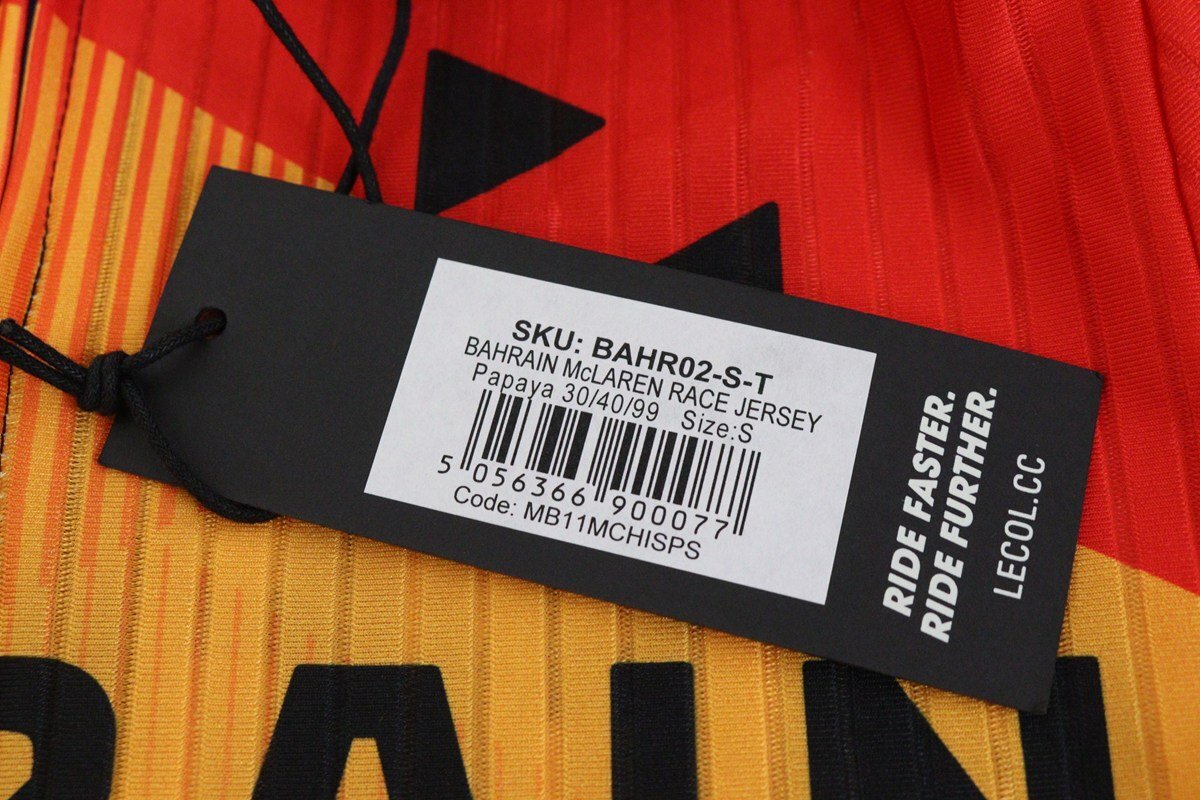 SKU: BAHR02-S-T
BAHRAIN McLAREN RACE JERSEY
Papaya 30/40/99 Size:S
5 056366 900077
Code: MB11MCHISPS
RIDE FASTER.
RIDE FURTHER.
LECOL.CC
RAIN